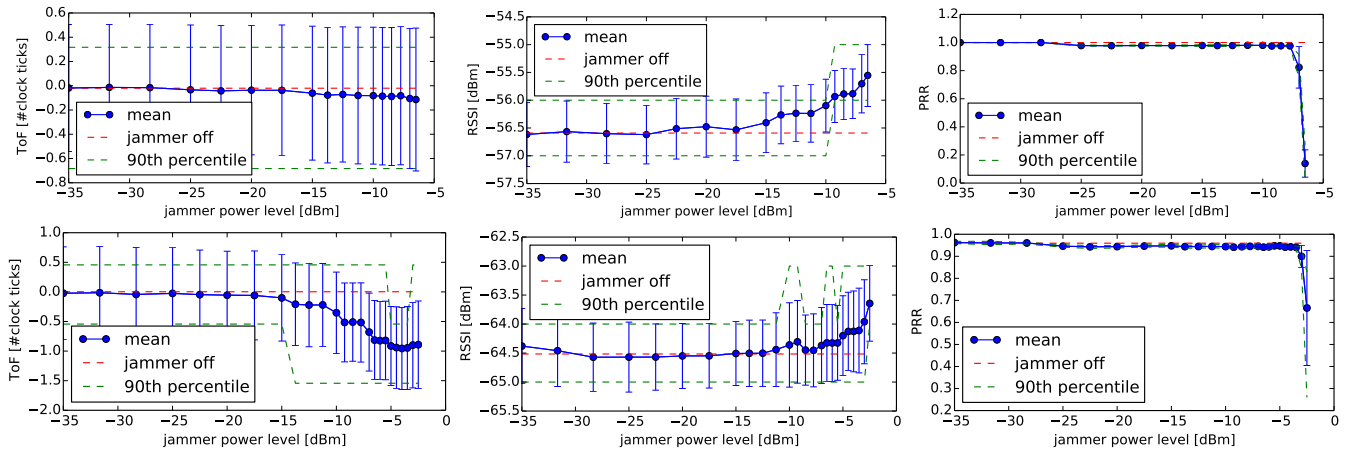 ToF [#clock ticks]
0.6
0.4
0.2
0.0
−0.2
−0.4
−0.6
−0.8
mean
jammer off
90th percentile
−35 −30 −25 −20 −15 −10 −5
jammer power level [dBm]
RSSI [dBm]
−54.5
−55.0
−55.5
−56.0
−56.5
−57.0
−57.5
mean
jammer off
90th percentile
−35 −30 −25 −20 −15 −10 −5
jammer power level [dBm]
PRR
1.2
1.0
0.8
0.6
0.4
0.2
0.0
mean
jammer off
90th percentile
−35 −30 −25 −20 −15 −10 −5
jammer power level [dBm]
ToF [#clock ticks]
1.0
0.5
0.0
−0.5
−1.0
−1.5
−2.0
mean
jammer off
90th percentile
−35 −30 −25 −20 −15 −10 −5 0
jammer power level [dBm]
RSSI [dBm]
−62.5
−63.0
−63.5
−64.0
−64.5
−65.0
−65.5
mean
jammer off
90th percentile
−35 −30 −25 −20 −15 −10 −5 0
jammer power level [dBm]
PRR
1.0
0.9
0.8
0.7
0.6
0.5
0.4
0.3
0.2
mean
jammer off
90th percentile
−35 −30 −25 −20 −15 −10 −5 0
jammer power level [dBm]